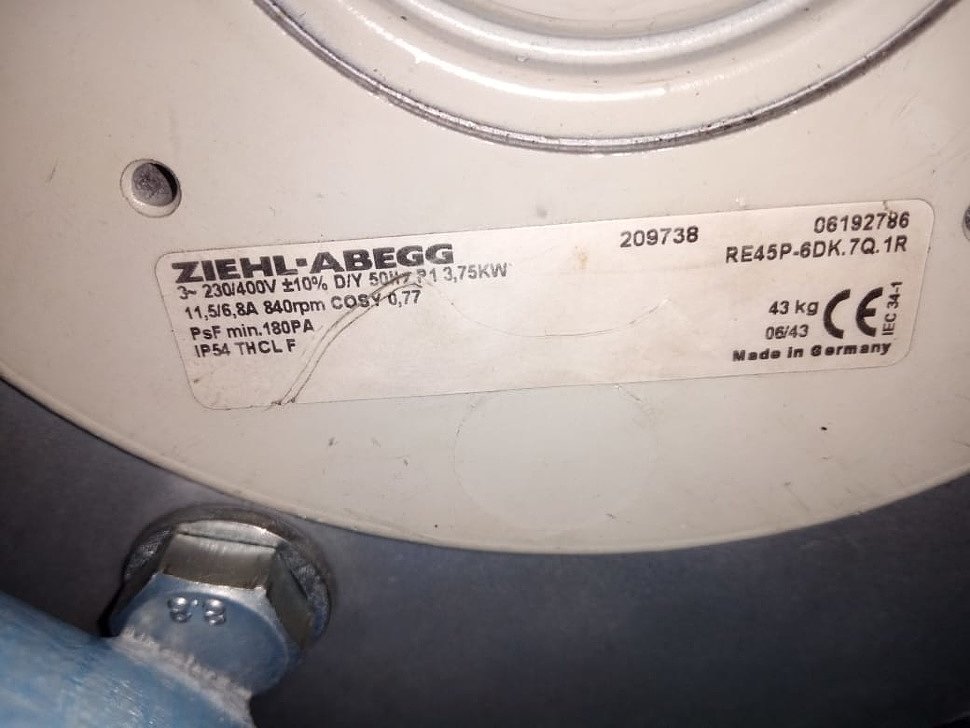 ZIEHL-ABEGG
3~ 230/400V ±10% D/Y 50Hz P1 3,75KW
11,5/6,8A 840rpm COSY 0,77
PsF min.180PA
IP54 THCL F
209738
06192786
RE45P-6DK.7Q.1R
43 kg CE
06/43
IEC 34-1
Made in Germany
8.8